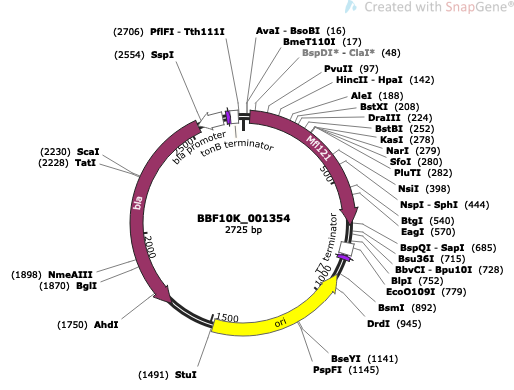 Created with SnapGene®
(2706) PflFI - Tth111I
(2554) SspI
AvaI - BsoBI (16)
BmeT110I (17)
BspDI* - ClaI* (48)
PvuII (97)
HincII - HpaI (142)
AleI (188)
BstXI (208)
DraIII (224)
BstBI (252)
KasI (278)
NarI (279)
SfoI (280)
PluTI (282)
NsiI (398)
NspI - SphI (444)
BtgI (540)
EagI (570)
BspQI - SapI (685)
Bsu36I (715)
BbvCI - Bpu10I (728)
BlpI (752)
EcoO109I (779)
BsmI (892)
DrdI (945)
BseYI (1141)
PspFI (1145)
(1491) StuI
(1750) AhdI
(1870) BglI
(1898) NmeAIII
(2228) TatI
(2230) ScaI
bla promoter
tonB terminator
Mfl121
T7 terminator
ori
bla
500
1000
1500
2000
2500
BBF10K_001354
2725 bp